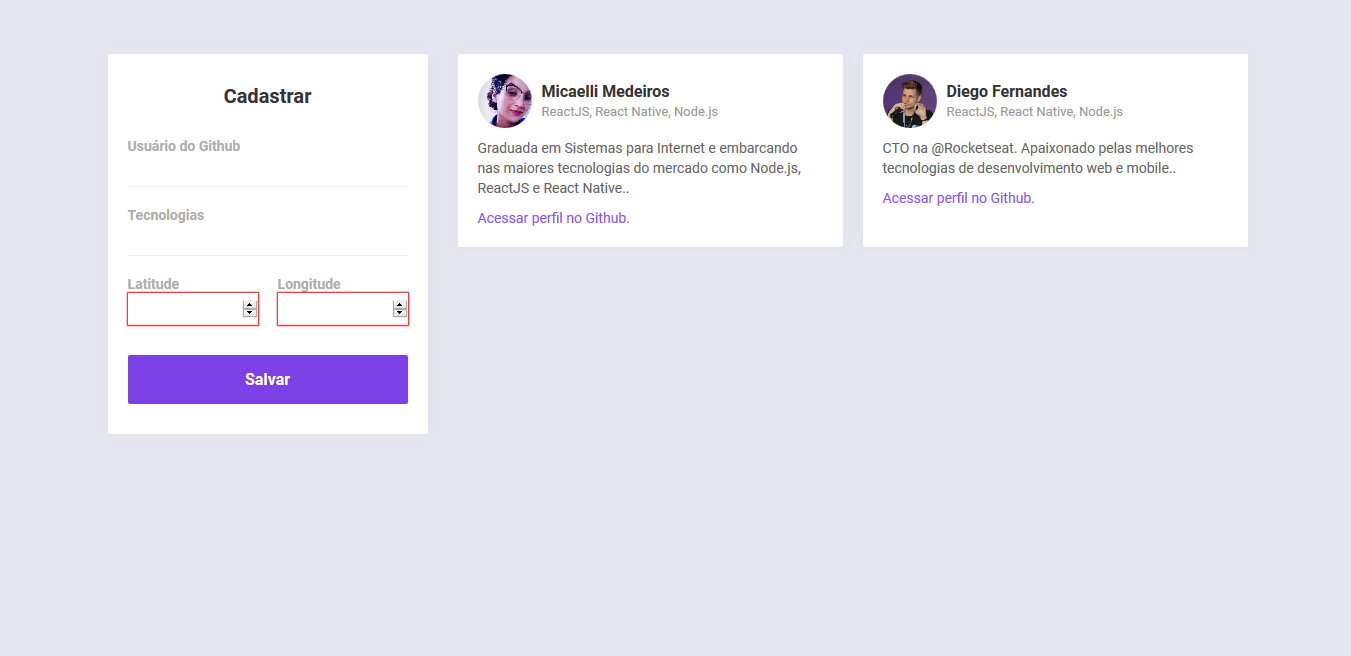 Cadastrar
Usuário do Github
Tecnologias
Latitude
Longitude
Salvar
Micaelli Medeiros
ReactJS, React Native, Node.js
Graduada em Sistemas para Internet e embarcando
nas maiores tecnologias do mercado como Node.js,
ReactJS e React Native..
Acessar perfil no Github.
Diego Fernandes
ReactJS, React Native, Node.js
CTO na @Rocketseat. Apaixonado pelas melhores
tecnologias de desenvolvimento web e mobile..
Acessar perfil no Github.